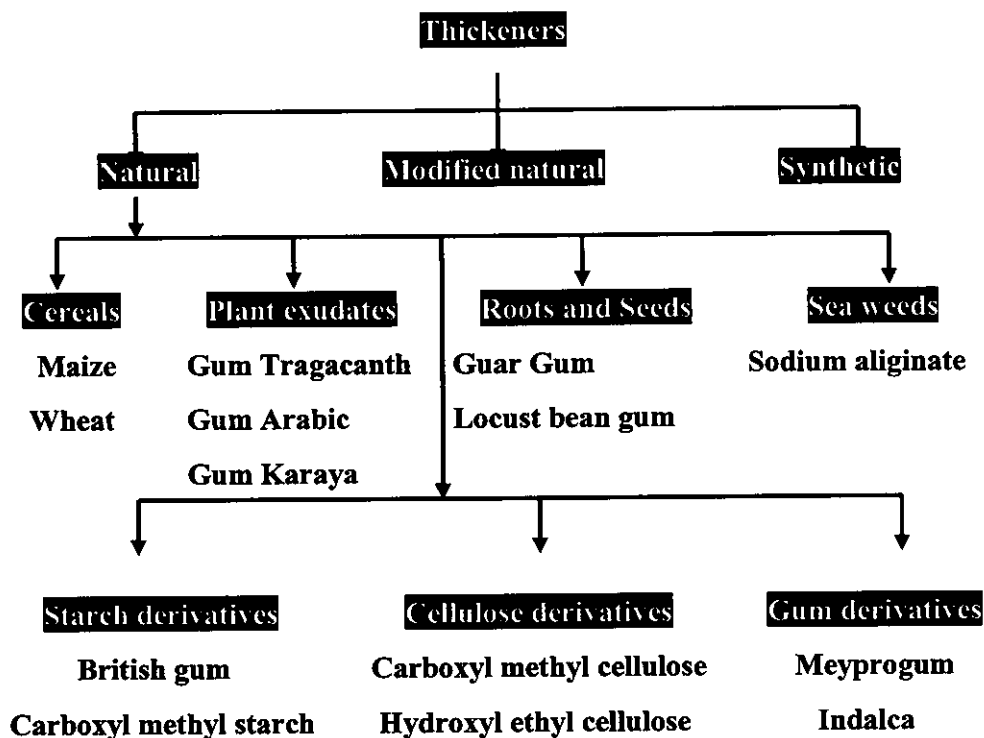 Thickeners
Natural
Modified natural
Synthetic
Cereals
Plant exudates
Roots and Seeds
Sea weeds
Maize
Gum Tragacanth
Guar Gum
Sodium aliginate
Wheat
Gum Arabic
Locust bean gum
Gum Karaya
Starch derivatives
Cellulose derivatives
Gum derivatives
British gum
Carboxyl methyl cellulose
Meyprogum
Carboxyl methyl starch
Hydroxyl ethyl cellulose
Indalca